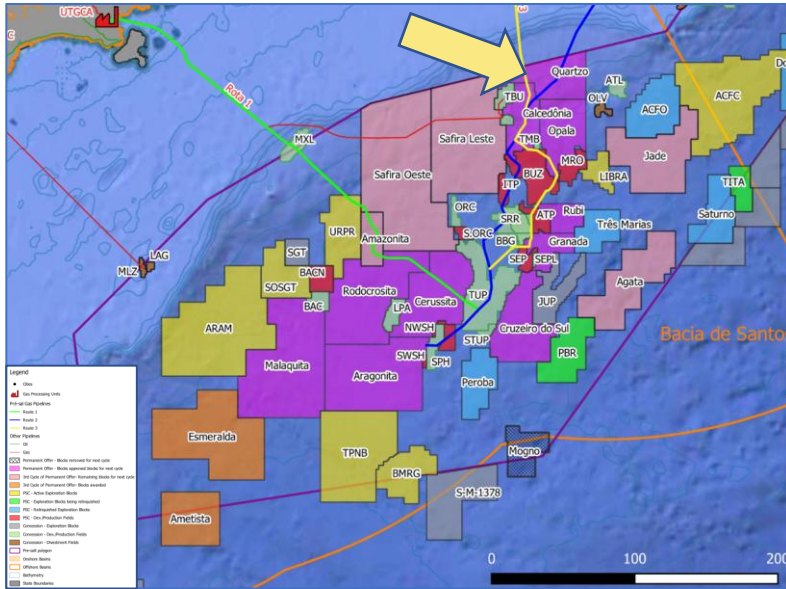 UTGCA
C
Rota 1
3
MXL
Quartzo
TBU
ATL
OLV
Do
ACFC
ACFO
Calcedônia
Opala
TMB
Safira Leste
Safira Oeste
BUZ
MRO
Jade
ITP
LIBRA
TITA
Saturno
ORC
SRR
ATP
Rubi
Três Marias
S.ORC
URPR
Amazonita
BBG
Granada
LAG
MLZ
SGT
BACN
SEP
SEPL
SOSGT
Agata
Rodocrosita
Cerussita
TUP
BAC
LPA
JUP
ARAM
NWSH
Cruzeiro do Sul
Bacia de Santos
STUP
PBR
SWSH
SPH
Malaquita
Aragonita
Peroba
Esmeralda
TPNB
Mogno
BMRG
S-M-1378
Ametista
0
100
200
Legend
Cities
Gas Processing Units
Pré-sal Gas Pipelines
Route 1
Route 2
Route 3
Other Pipelines
Oil
Gas
Permanent Offer - Blocks removed for next cycle
Permanent Offer - Blocks approved blocks for next cycle
3rd Cycle of Permanent Offer- Remaining blocks for next cycle
3rd Cycle of Permanent Offer- Blocks awarded
PSC - Active Exploration Blocks
PSC - Exploration Blocks being relinquished
PSC - Relinquished Exploration Blocks
PSC - Dev./Production Fields
Concession - Exploration Blocks
Concession - Dev./Production Fields
Concession - Divestment Fields
Pre-salt polygon
Onshore Basins
Offshore Basins
Bathymetry
State Boundaries